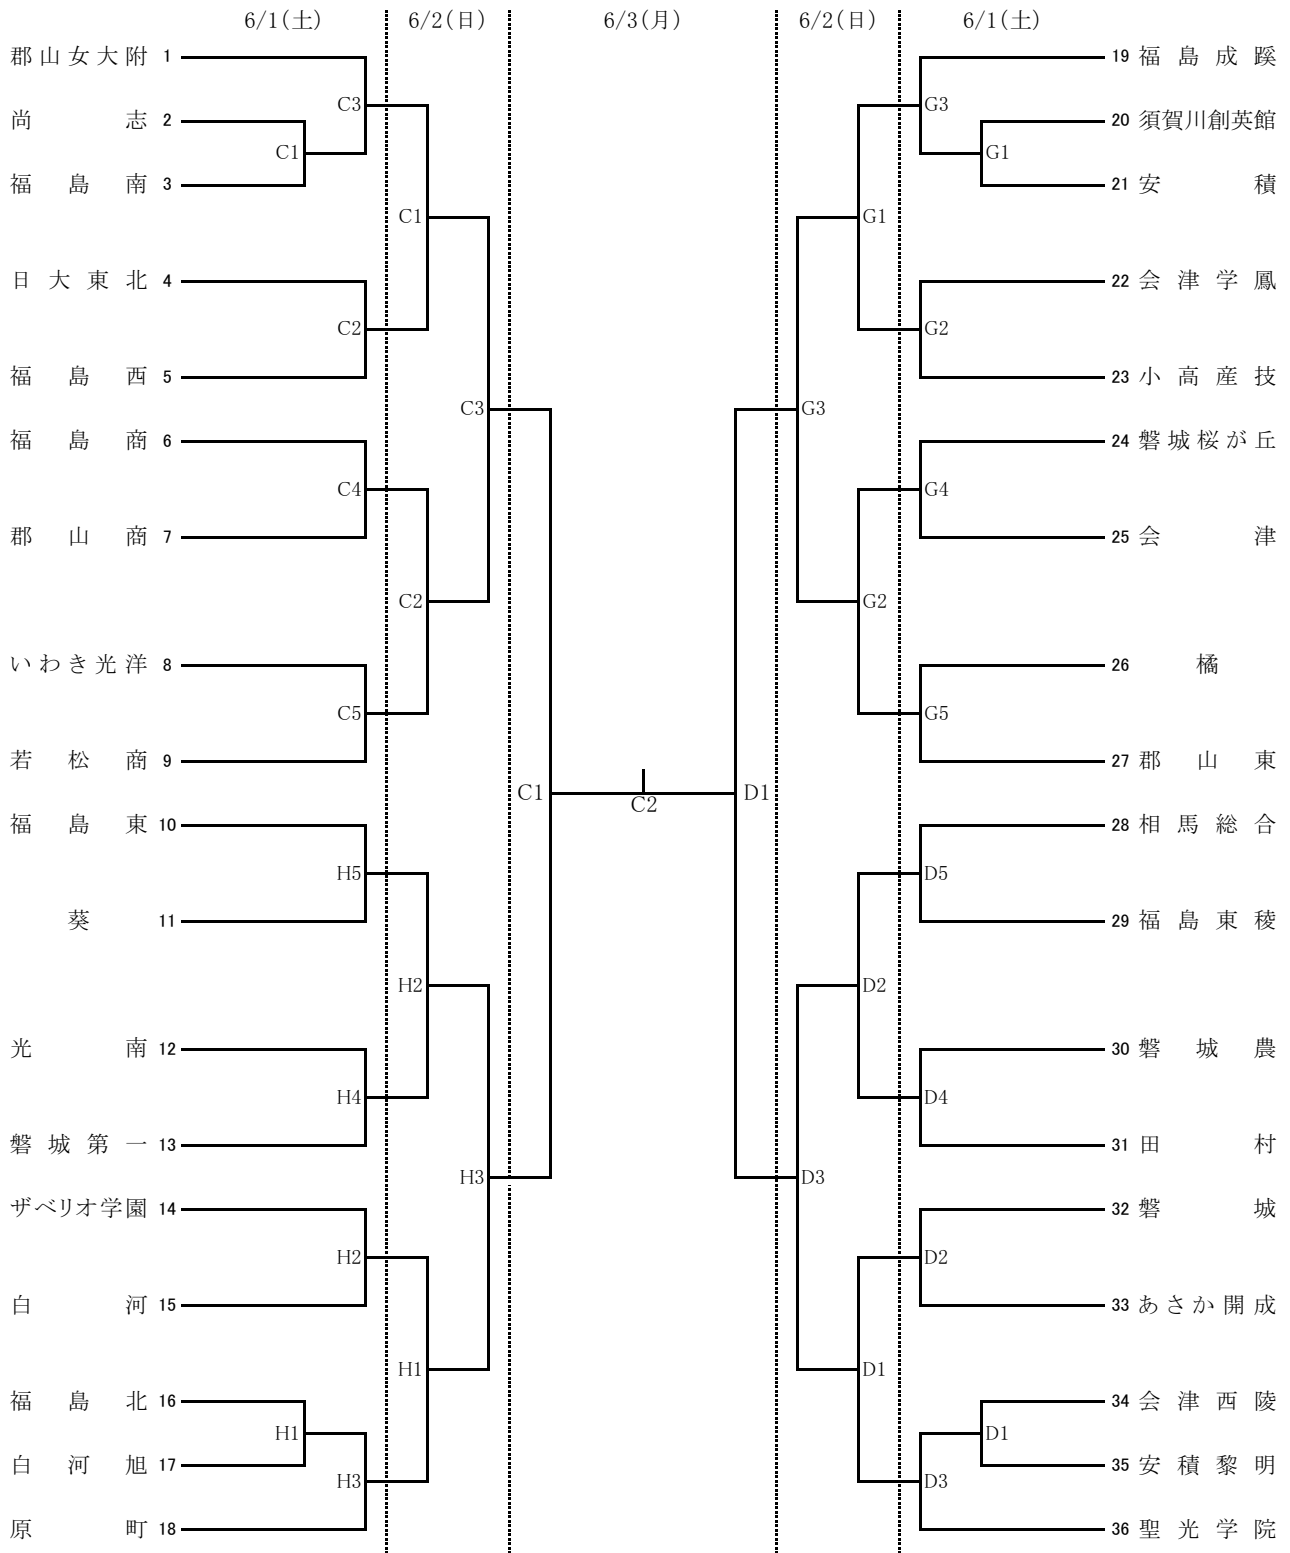 6/1(土) 6/2(日) 6/3(月) 6/2(日) 6/1(土)
郡山女大附 1
19 福島成蹊
C3
G3
尚志 2
20 須賀川創英館
C1
G1
福島南 3
21 安積
C1
G1
日大東北 4
22 会津学鳳
C2
G2
福島西 5
23 小高産技
C3
G3
福島商 6
24 磐城桜が丘
C4
G4
郡山商 7
25 会津
C2
G2
いわき光洋 8
26 橘
C5
G5
若松商 9
27 郡山東
C1
C2
D1
福島東 10
28 相馬総合
H5
D5
葵 11
29 福島東稜
H2
D2
光南 12
30 磐城農
H4
D4
磐城第一 13
31 田村
H3
D3
ザベリオ学園 14
32 磐城
H2
D2
白河 15
33 あさか開成
H1
D1
福島北 16
34 会津西陵
H1
D1
白河旭 17
35 安積黎明
H3
D3
原町 18
36 聖光学院